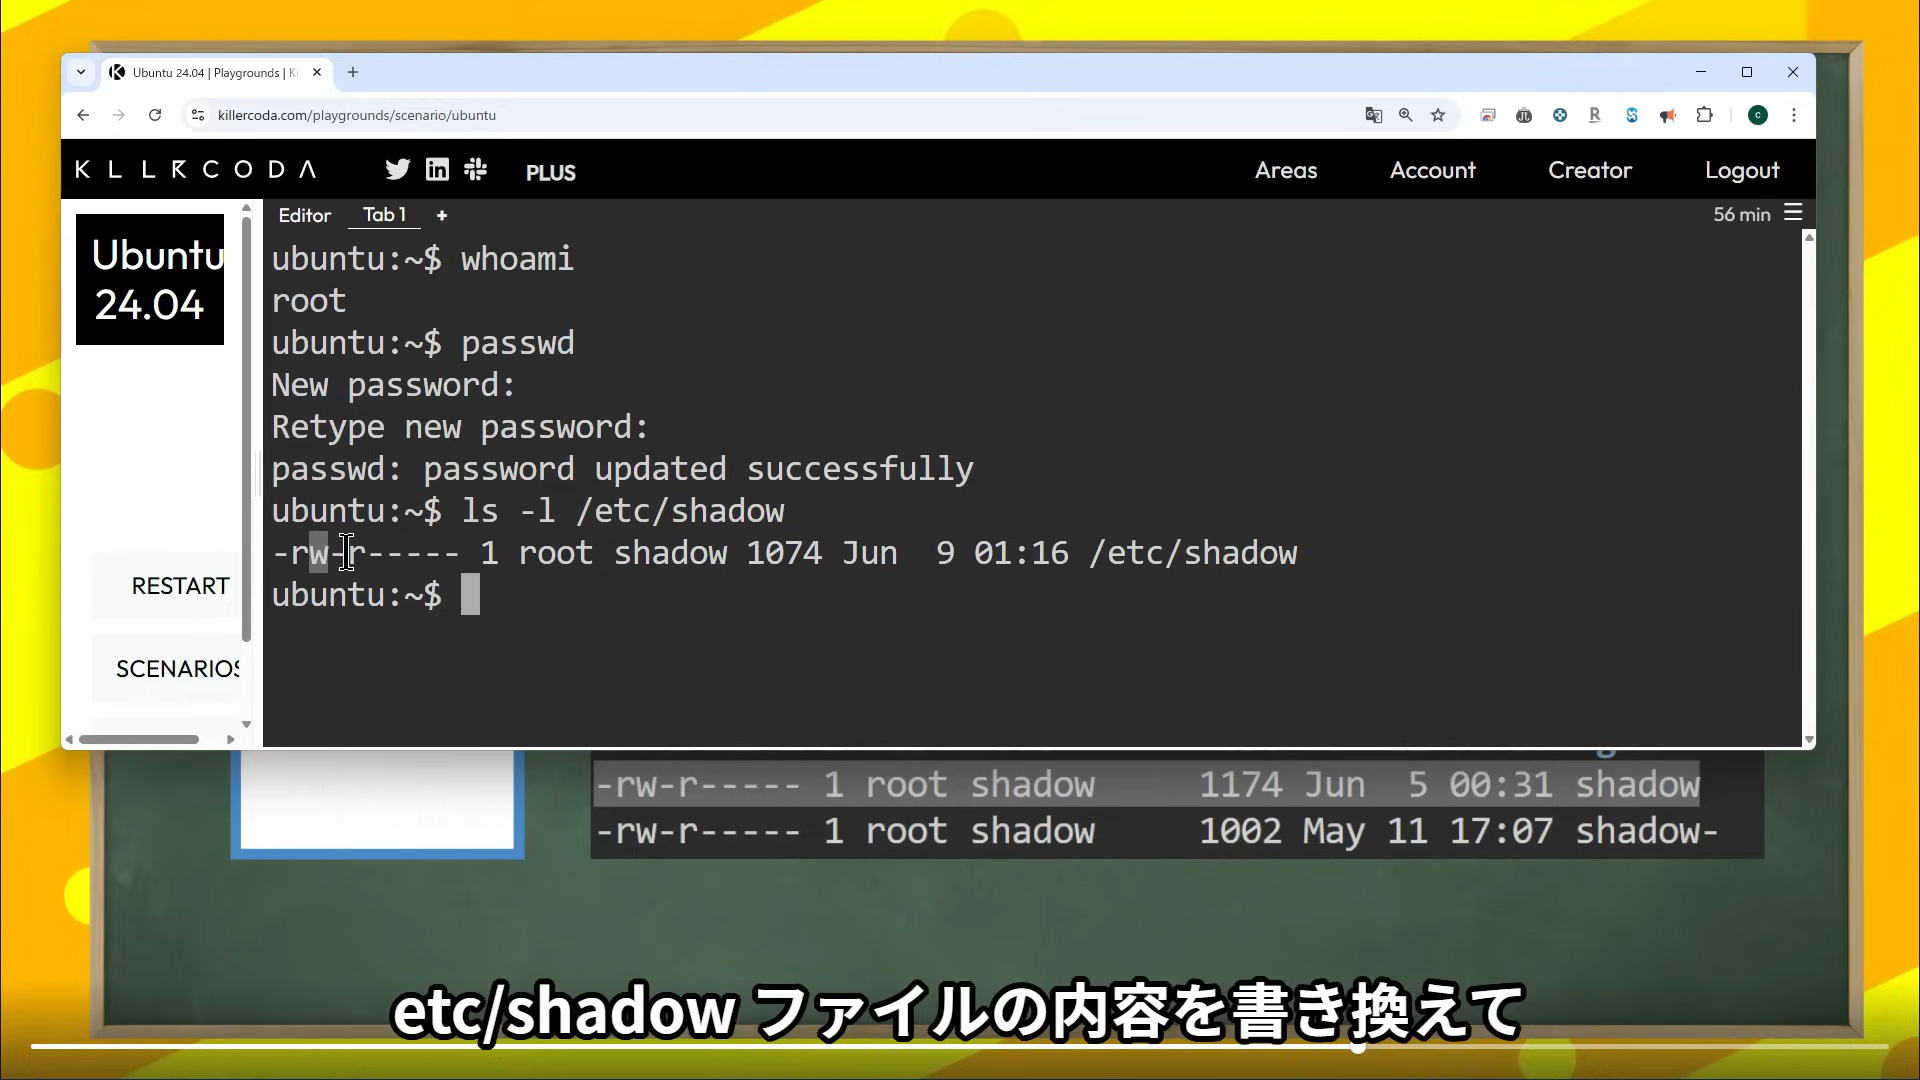 Ubuntu 24.04 | Playgrounds | Ki
killercoda.com/playgrounds/scenario/ubuntu
C
KLLRCODA
PLUS
Areas
Account
Creator
Logout
Editor
Tab 1
+
56 min
Ubuntu
24.04
RESTART
SCENARIOS
ubuntu:~$ whoami
root
ubuntu:~$ passwd
New password:
Retype new password:
passwd: password updated successfully
ubuntu:~$ ls -l /etc/shadow
-rw-r----- 1 root shadow 1074 Jun  9 01:16 /etc/shadow
ubuntu:~$
-rw-r----- 1 root shadow     1174 Jun  5 00:31 shadow
-rw-r----- 1 root shadow     1002 May 11 17:07 shadow-
etc/shadow ファイルの内容を書き換えて